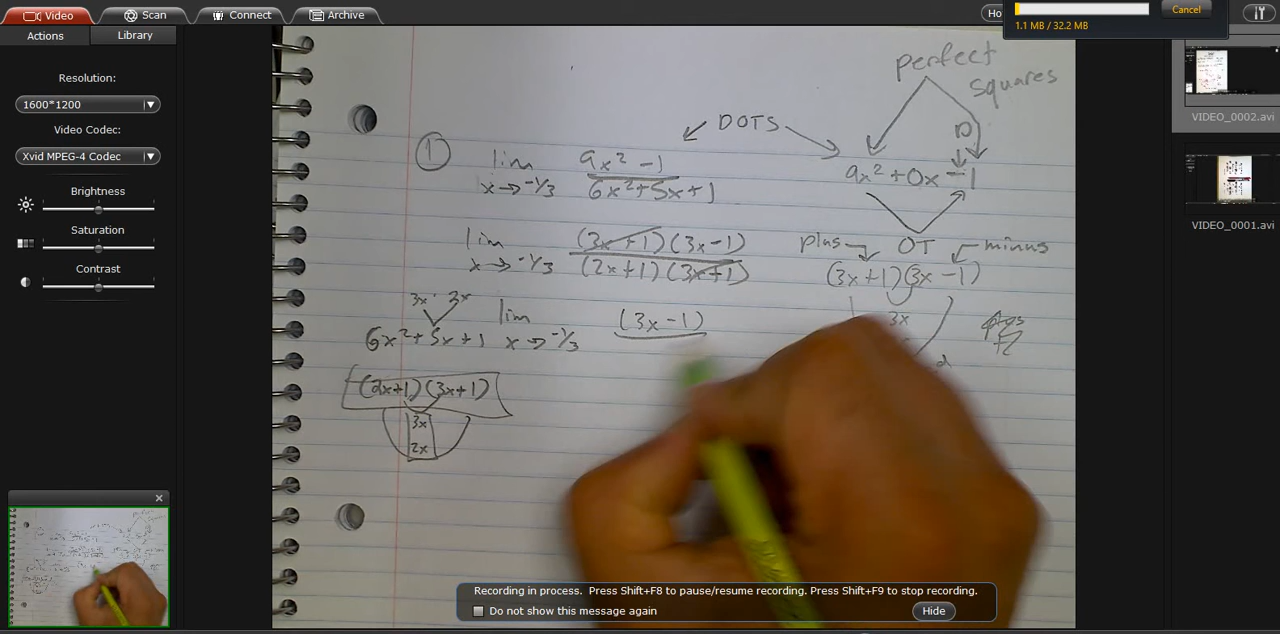 Video
Scan
Connect
Archive
Ho
1.1 MB / 32.2 MB
Cancel
Actions
Library
Resolution:
1600*1200
Video Codec:
Xvid MPEG-4 Codec
Brightness
Saturation
Contrast
VIDEO_0002.avi
VIDEO_0001.avi
perfect
squares
DOTS
①
lim
x→-1/3
9x² - 1
6x² + 5x + 1
9x² + 0x - 1
lim
x→-1/3
(3x+1)(3x-1)
(2x+1)(3x+1)
plus
OT
minus
(3x+1)(3x-1)
3x
3x · 3x
6x² + 5x + 1
lim
x→-1/3
(3x-1)
(2x+1)(3x+1)
3x
2x
Recording in process. Press Shift+F8 to pause/resume recording. Press Shift+F9 to stop recording.
Do not show this message again
Hide